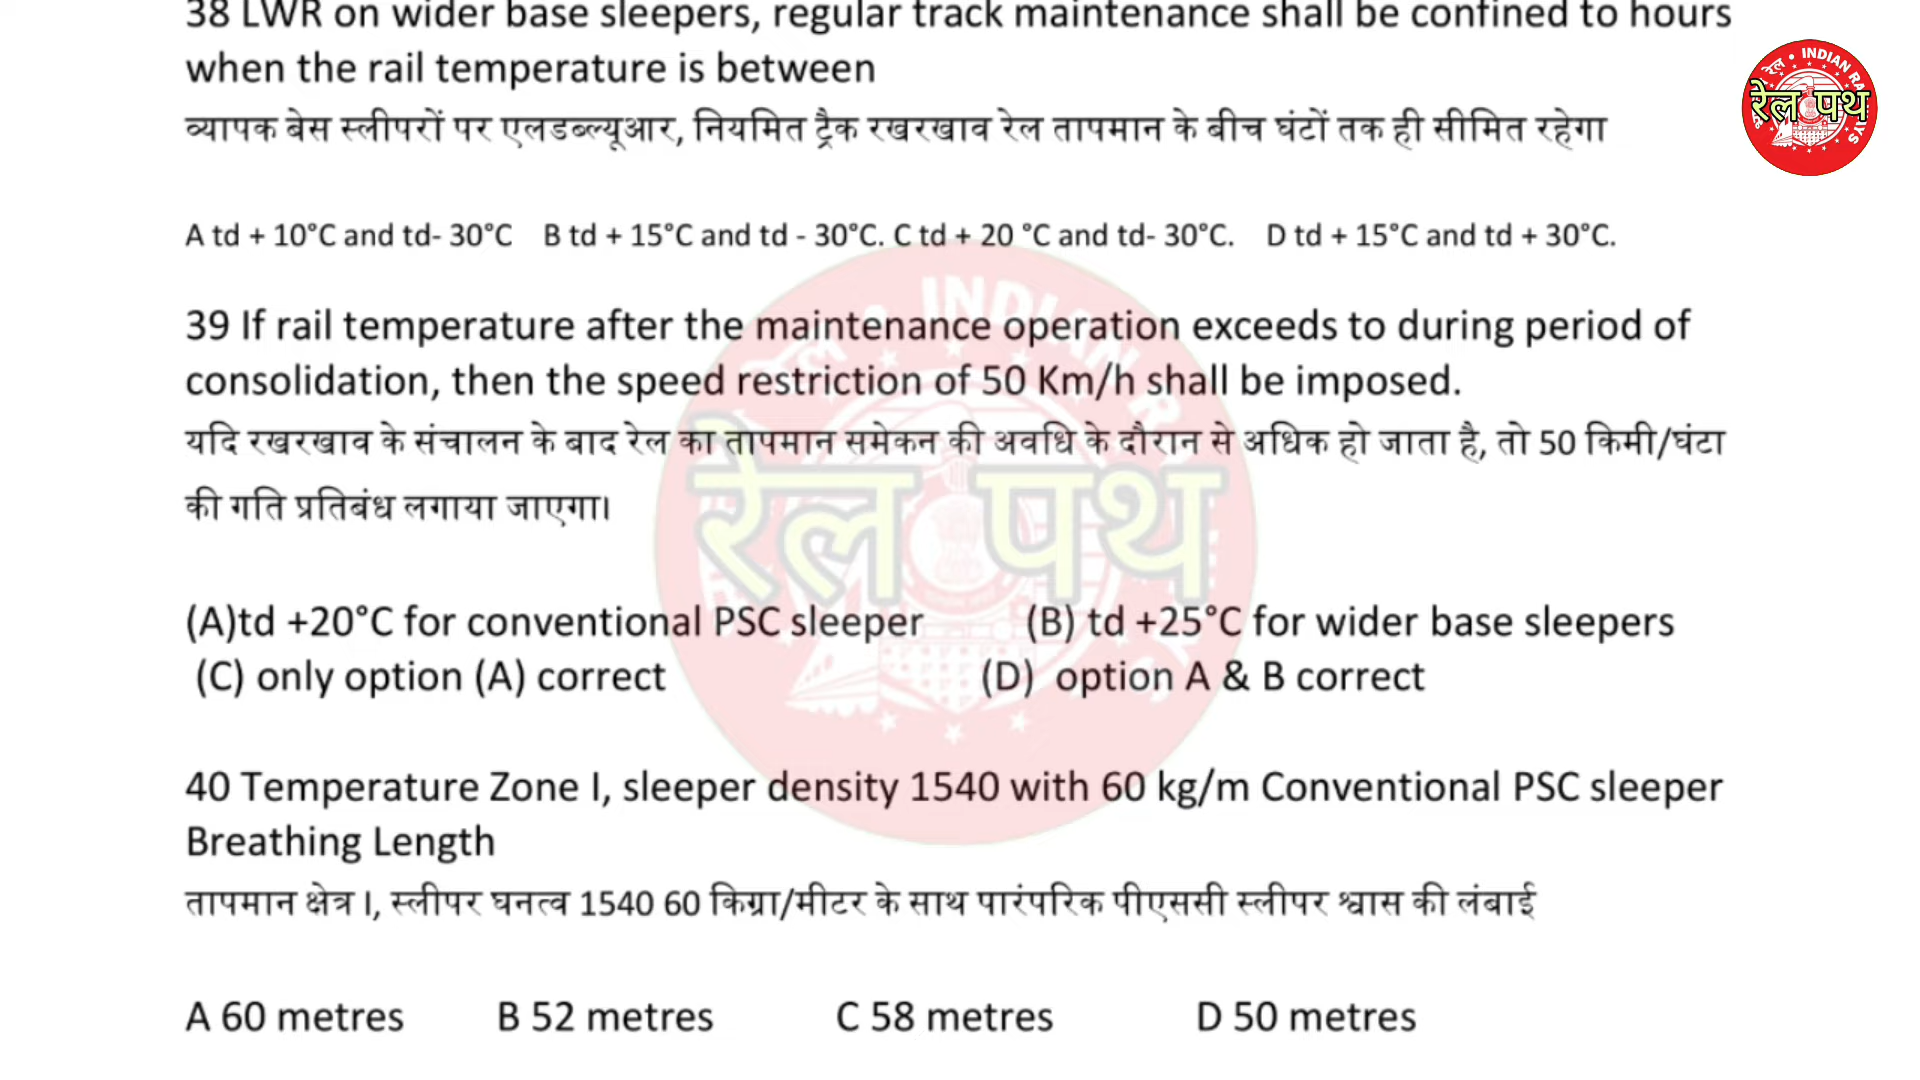 38 LWR on wider base sleepers, regular track maintenance shall be confined to hours
when the rail temperature is between
व्यापक बेस स्लीपरों पर एलडब्ल्यूआर, नियमित ट्रैक रखरखाव रेल तापमान के बीच घंटों तक ही सीमित रहेगा
A td + 10°C and td- 30°C B td + 15°C and td - 30°C. C td + 20 °C and td- 30°C. D td + 15°C and td + 30°C.
39 If rail temperature after the maintenance operation exceeds to during period of
consolidation, then the speed restriction of 50 Km/h shall be imposed.
यदि रखरखाव के संचालन के बाद रेल का तापमान समेकन की अवधि के दौरान से अधिक हो जाता है, तो 50 किमी/घंटा
की गति प्रतिबंध लगाया जाएगा।
(A)td +20°C for conventional PSC sleeper (B) td +25°C for wider base sleepers
(C) only option (A) correct (D) option A & B correct
40 Temperature Zone I, sleeper density 1540 with 60 kg/m Conventional PSC sleeper
Breathing Length
तापमान क्षेत्र I, स्लीपर घनत्व 1540 60 किग्रा/मीटर के साथ पारंपरिक पीएससी स्लीपर श्वास की लंबाई
A 60 metres B 52 metres C 58 metres D 50 metres
रेल पथ
रेल • INDIAN RAILWAYS
रेल पथ